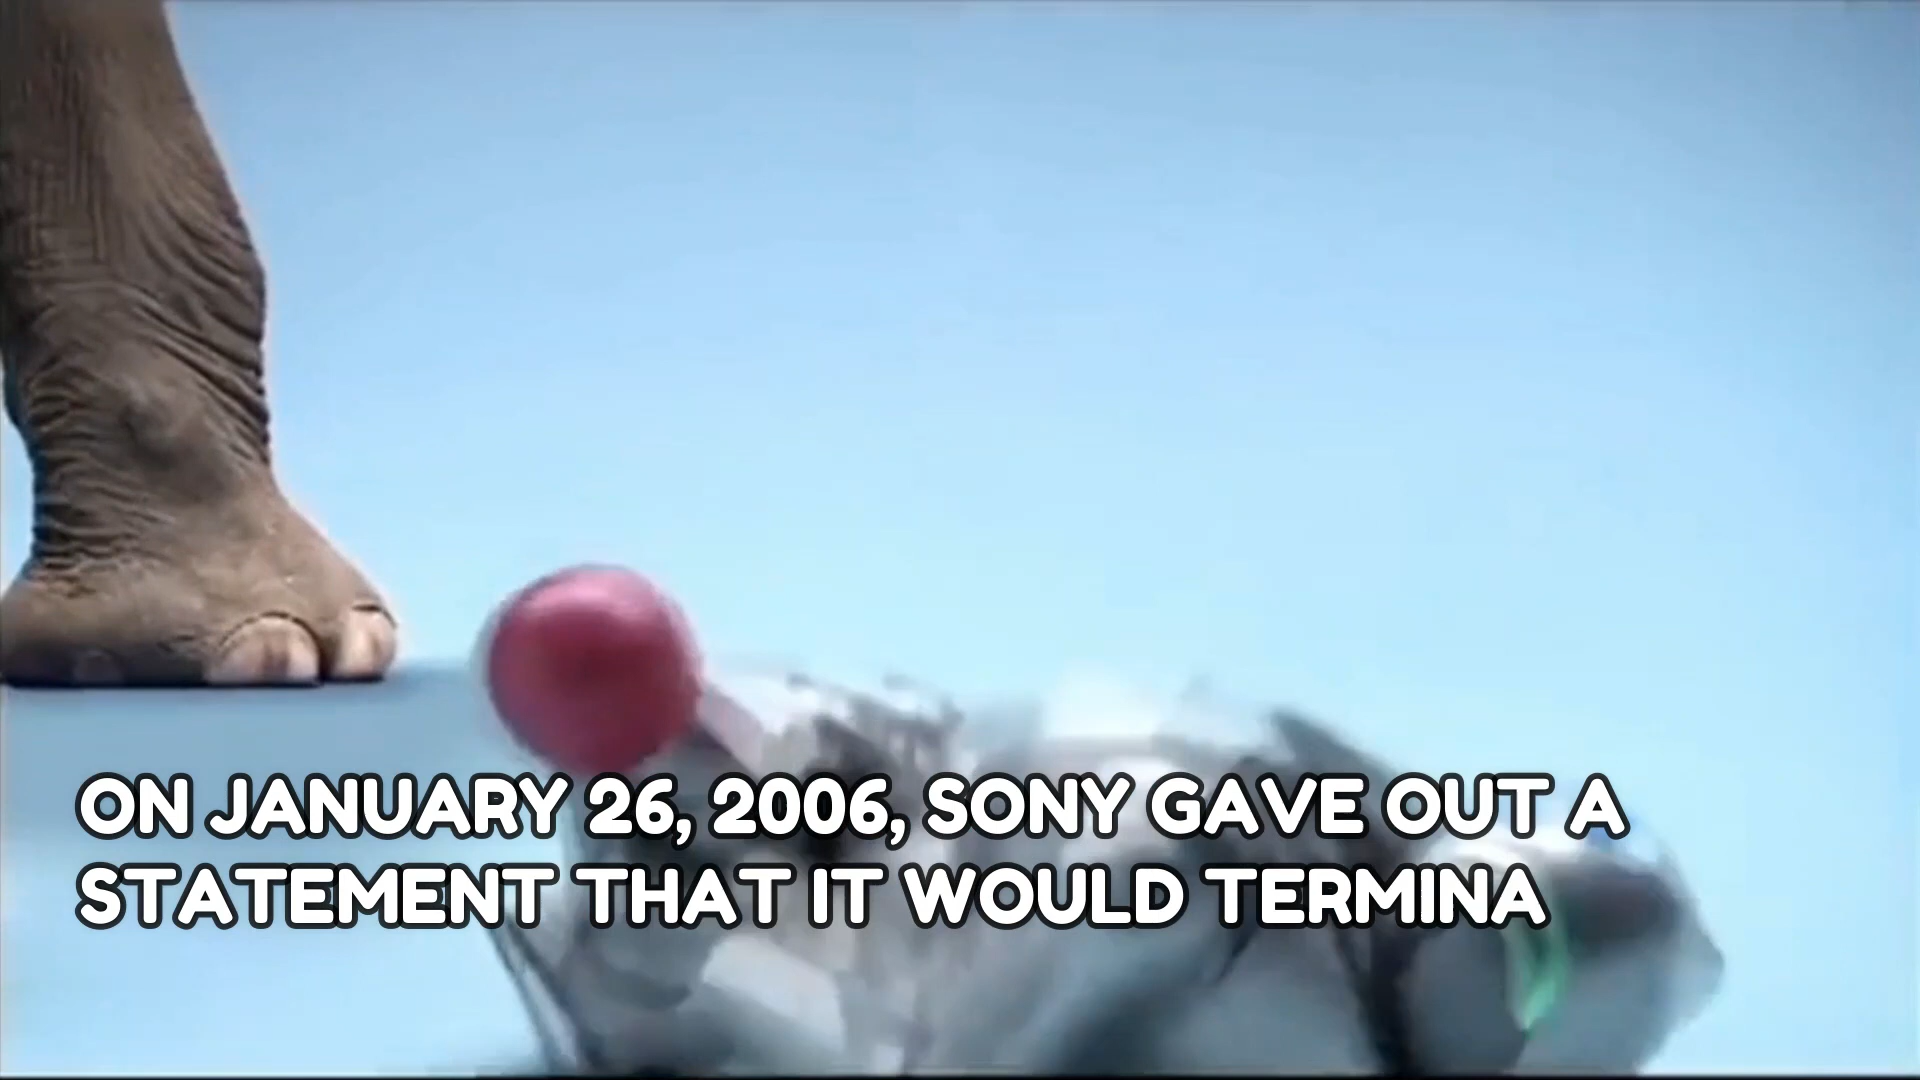 ON JANUARY 26, 2006, SONY GAVE OUT A
STATEMENT THAT IT WOULD TERMINA